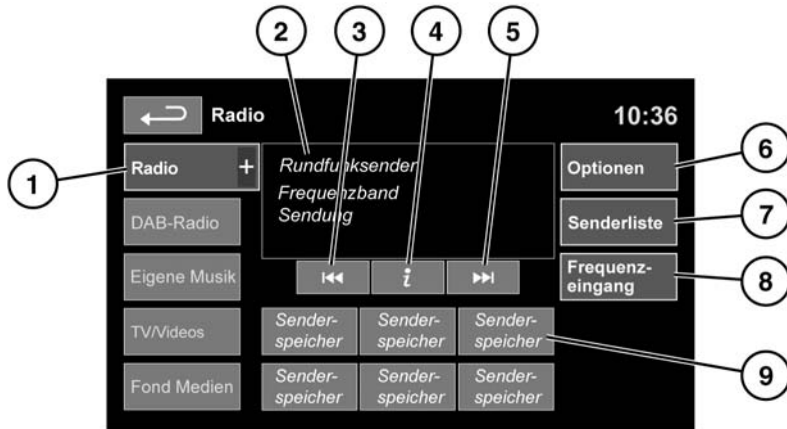 2
3
4
5
Radio
10:36
1
Radio +
Rundfunksender
Frequenzband
Sendung
Optionen
6
DAB-Radio
Senderliste
7
Eigene Musik
i
Frequenz-
eingang
8
TV/Videos
Sender-
speicher
Sender-
speicher
Sender-
speicher
9
Fond Medien
Sender-
speicher
Sender-
speicher
Sender-
speicher